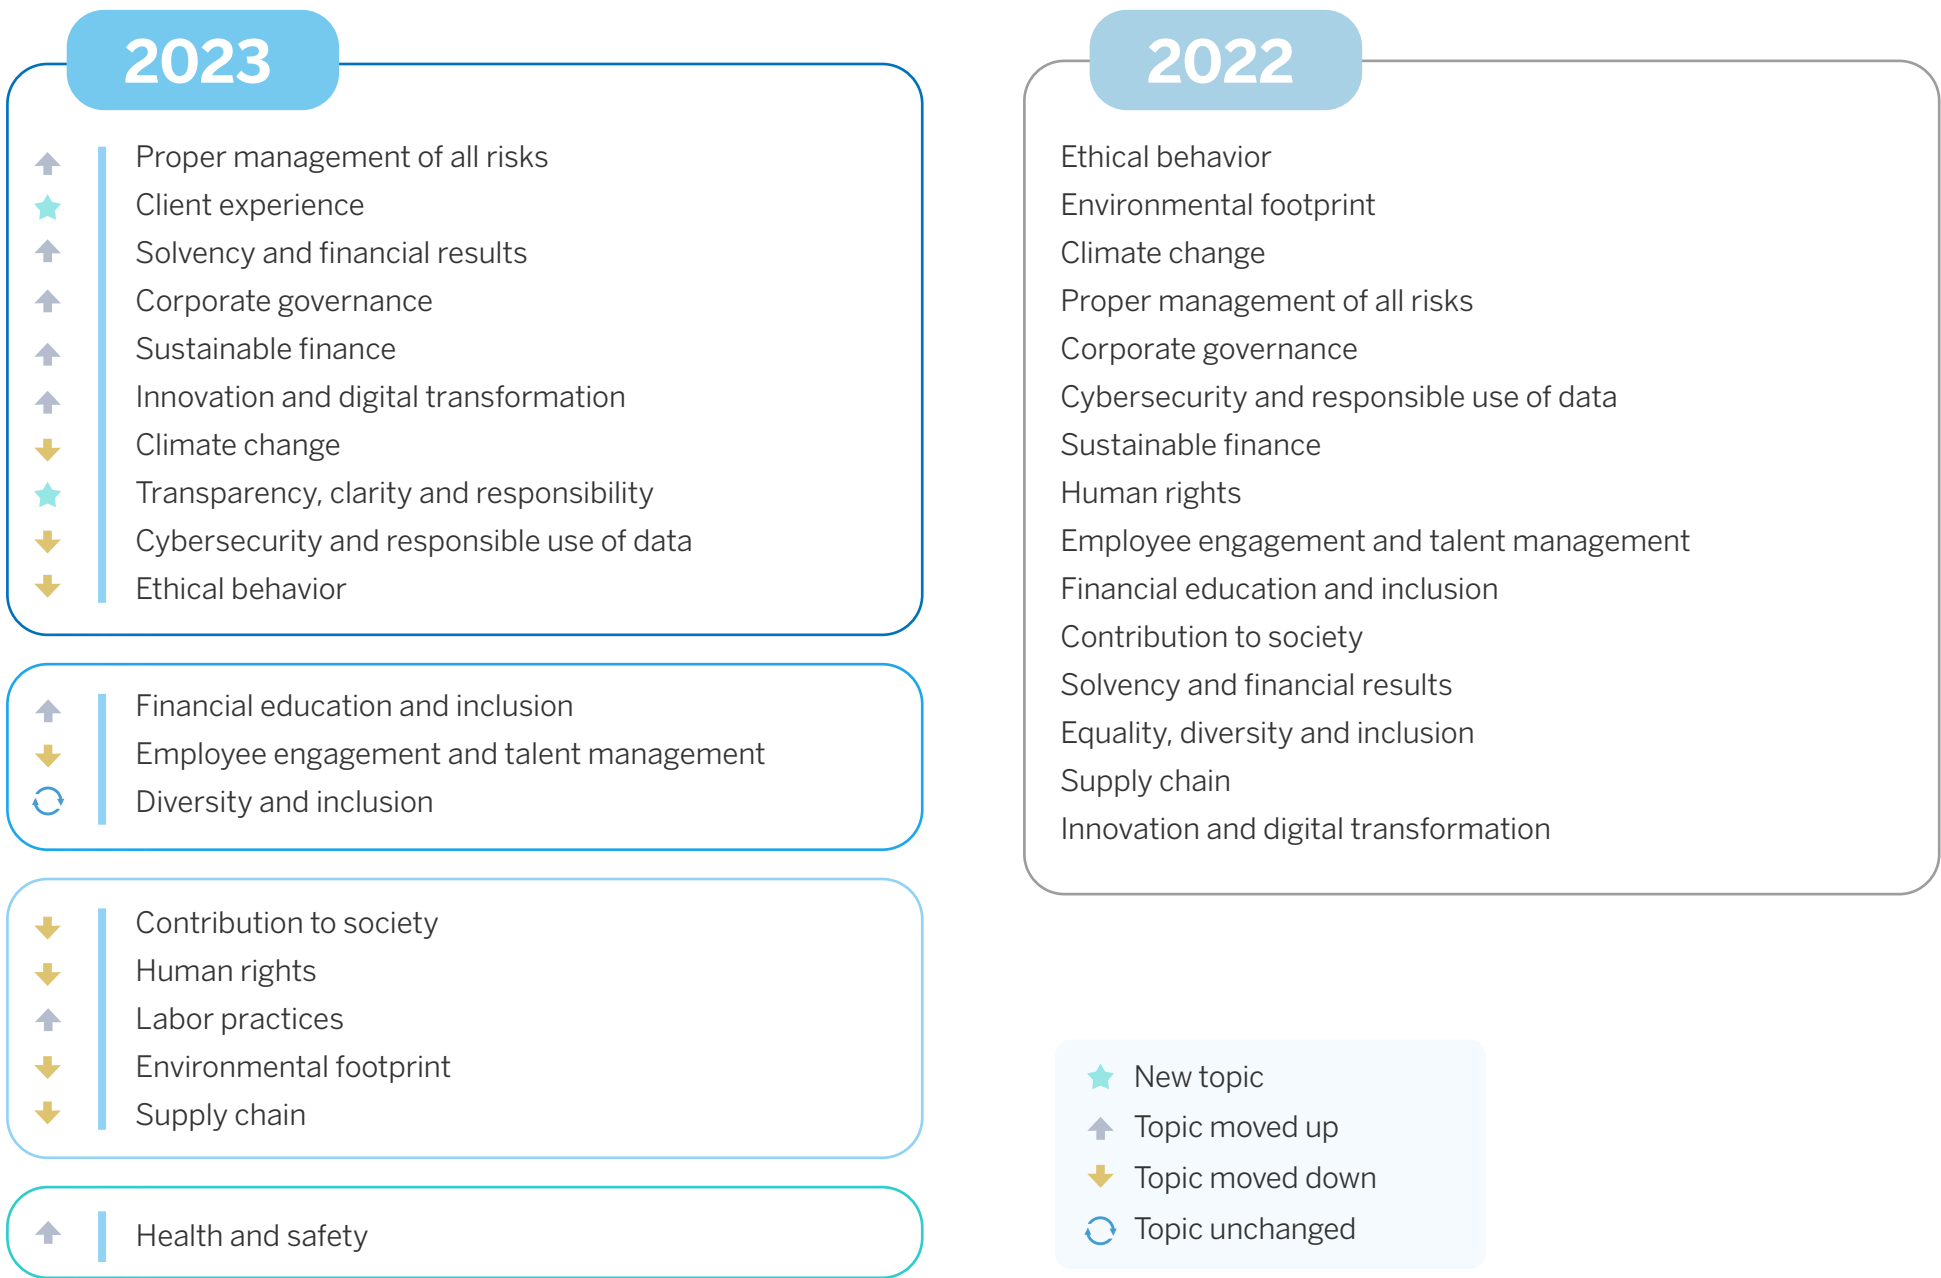 2023
Proper management of all risks
Client experience
Solvency and financial results
Corporate governance
Sustainable finance
Innovation and digital transformation
Climate change
Transparency, clarity and responsibility
Cybersecurity and responsible use of data
Ethical behavior
Financial education and inclusion
Employee engagement and talent management
Diversity and inclusion
Contribution to society
Human rights
Labor practices
Environmental footprint
Supply chain
Health and safety
2022
Ethical behavior
Environmental footprint
Climate change
Proper management of all risks
Corporate governance
Cybersecurity and responsible use of data
Sustainable finance
Human rights
Employee engagement and talent management
Financial education and inclusion
Contribution to society
Solvency and financial results
Equality, diversity and inclusion
Supply chain
Innovation and digital transformation
New topic
Topic moved up
Topic moved down
Topic unchanged